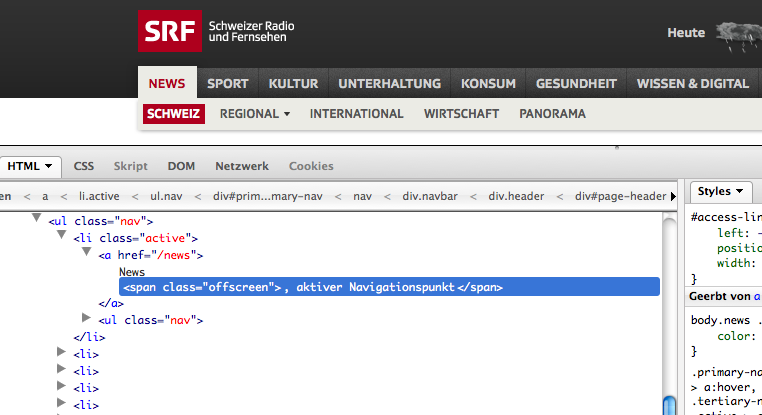 SRF Schweizer Radio
und Fernsehen
Heute
NEWS SPORT KULTUR UNTERHALTUNG KONSUM GESUNDHEIT WISSEN & DIGITAL
SCHWEIZ REGIONAL INTERNATIONAL WIRTSCHAFT PANORAMA
HTML CSS Skript DOM Netzwerk Cookies
en < a < li.active < ul.nav < div#prim…mary-nav < nav < div.navbar < div.header < div#page-header
Styles
<ul class="nav">
<li class="active">
<a href="/news">
News
<span class="offscreen">, aktiver Navigationspunkt</span>
</a>
<ul class="nav">
</li>
<li>
<li>
<li>
<li>
#access-lin
left: -
positio
width:
}
Geerbt von a
body.news .
color:
}
.primary-na
> a:hover,
.tertiary-n